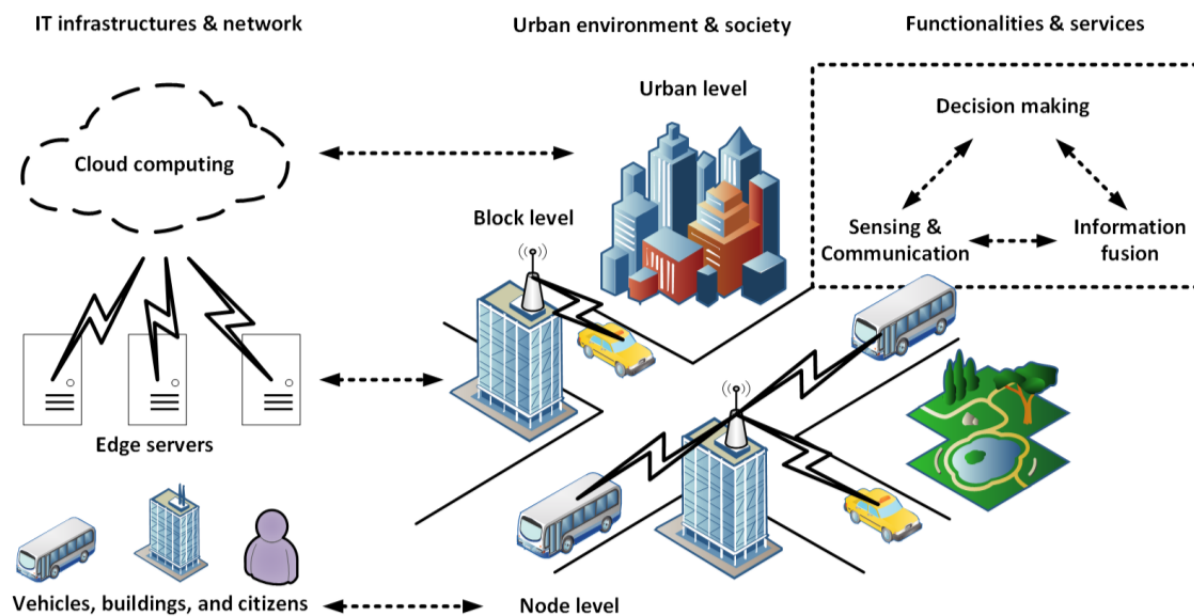 IT infrastructures & network
Urban environment & society
Functionalities & services
Cloud computing
Edge servers
Vehicles, buildings, and citizens
Urban level
Block level
Node level
Decision making
Sensing &
Communication
Information
fusion